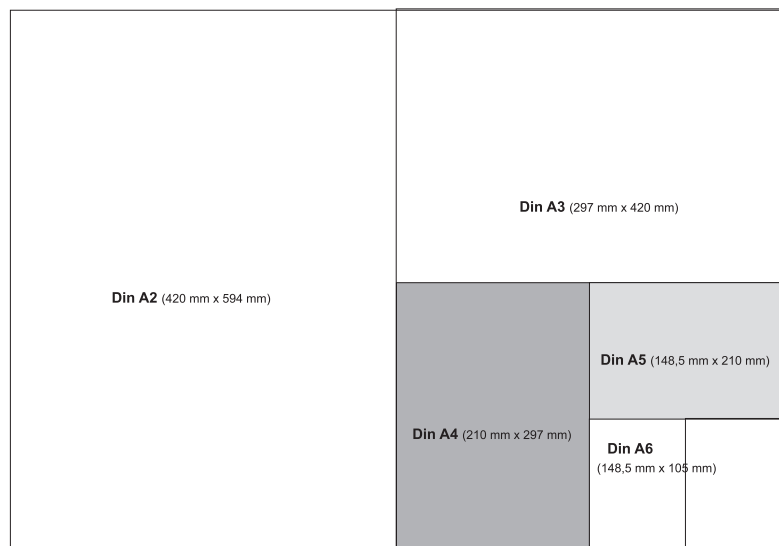 Din A3 (297 mm x 420 mm)
Din A2 (420 mm x 594 mm)
Din A5 (148,5 mm x 210 mm)
Din A4 (210 mm x 297 mm)
Din A6
(148,5 mm x 105 mm)